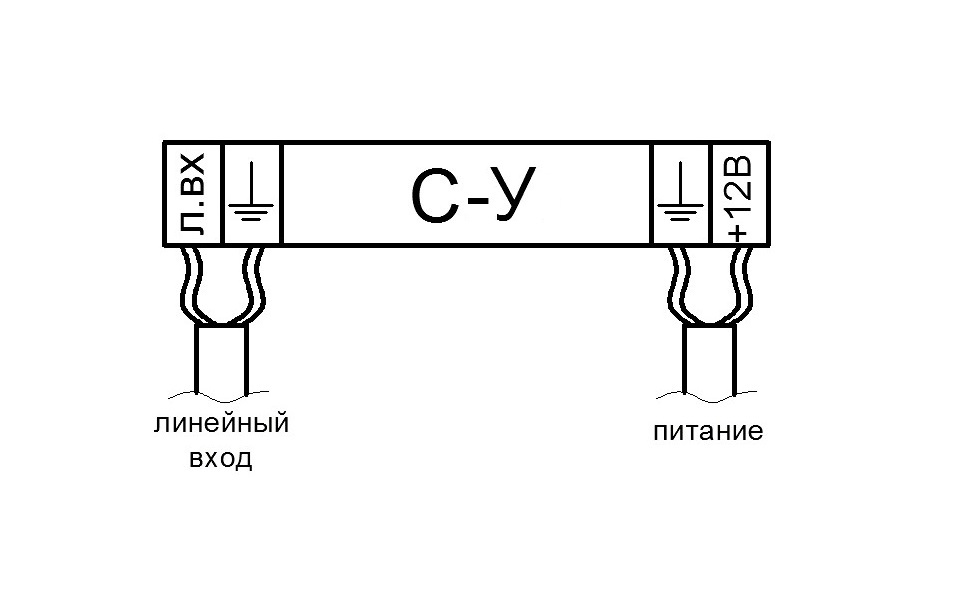 Л.ВХ
С-У
+12В
линейный
вход
питание